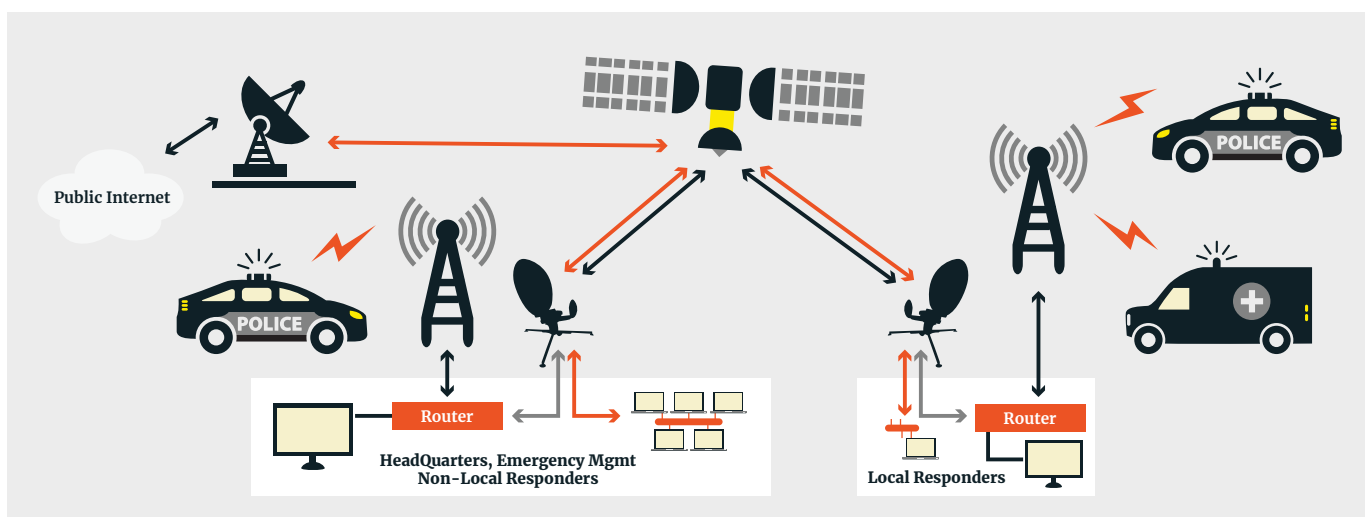 POLICE
Public Internet
POLICE
Router
Router
HeadQuarters, Emergency Mgmt
Non-Local Responders
Local Responders